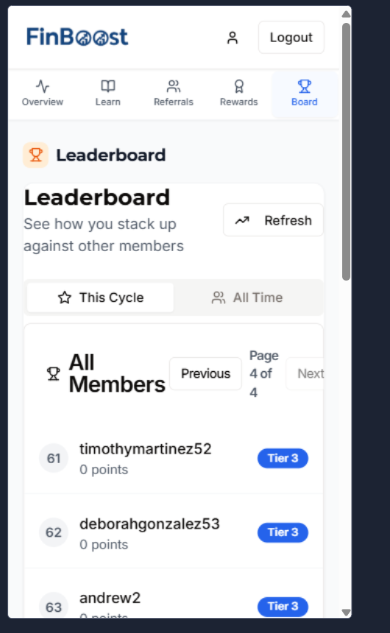 FinBoost
Logout
Overview
Learn
Referrals
Rewards
Board
Leaderboard
Leaderboard
See how you stack up
against other members
Refresh
This Cycle
All Time
All
Members
Previous
Page
4 of
4
Next
61
timothymartinez52
0 points
Tier 3
62
deborahgonzalez53
0 points
Tier 3
63
andrew2
0 points
Tier 3